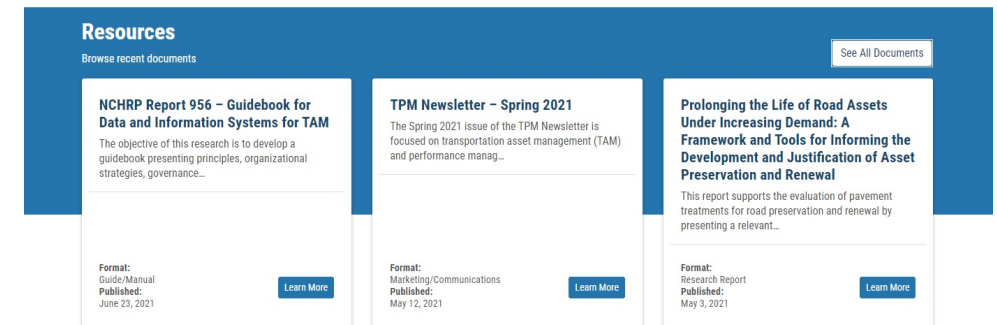 Resources
Browse recent documents
See All Documents
NCHRP Report 956 – Guidebook for
Data and Information Systems for TAM
The objective of this research is to develop a
guidebook presenting principles, organizational
strategies, governance…
Format:
Guide/Manual
Published:
June 23, 2021
Learn More
TPM Newsletter – Spring 2021
The Spring 2021 issue of the TPM Newsletter is
focused on transportation asset management (TAM)
and performance manag…
Format:
Marketing/Communications
Published:
May 12, 2021
Learn More
Prolonging the Life of Road Assets
Under Increasing Demand: A
Framework and Tools for Informing the
Development and Justification of Asset
Preservation and Renewal
This report supports the evaluation of pavement
treatments for road preservation and renewal by
presenting a relevant…
Format:
Research Report
Published:
May 3, 2021
Learn More